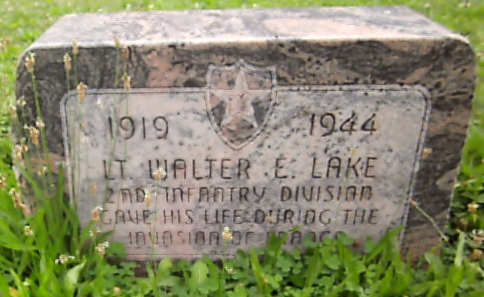 1919 1944
LT. WALTER E. LAKE
2ND INFANTRY DIVISION
GAVE HIS LIFE DURING THE
INVASION OF FRANCE